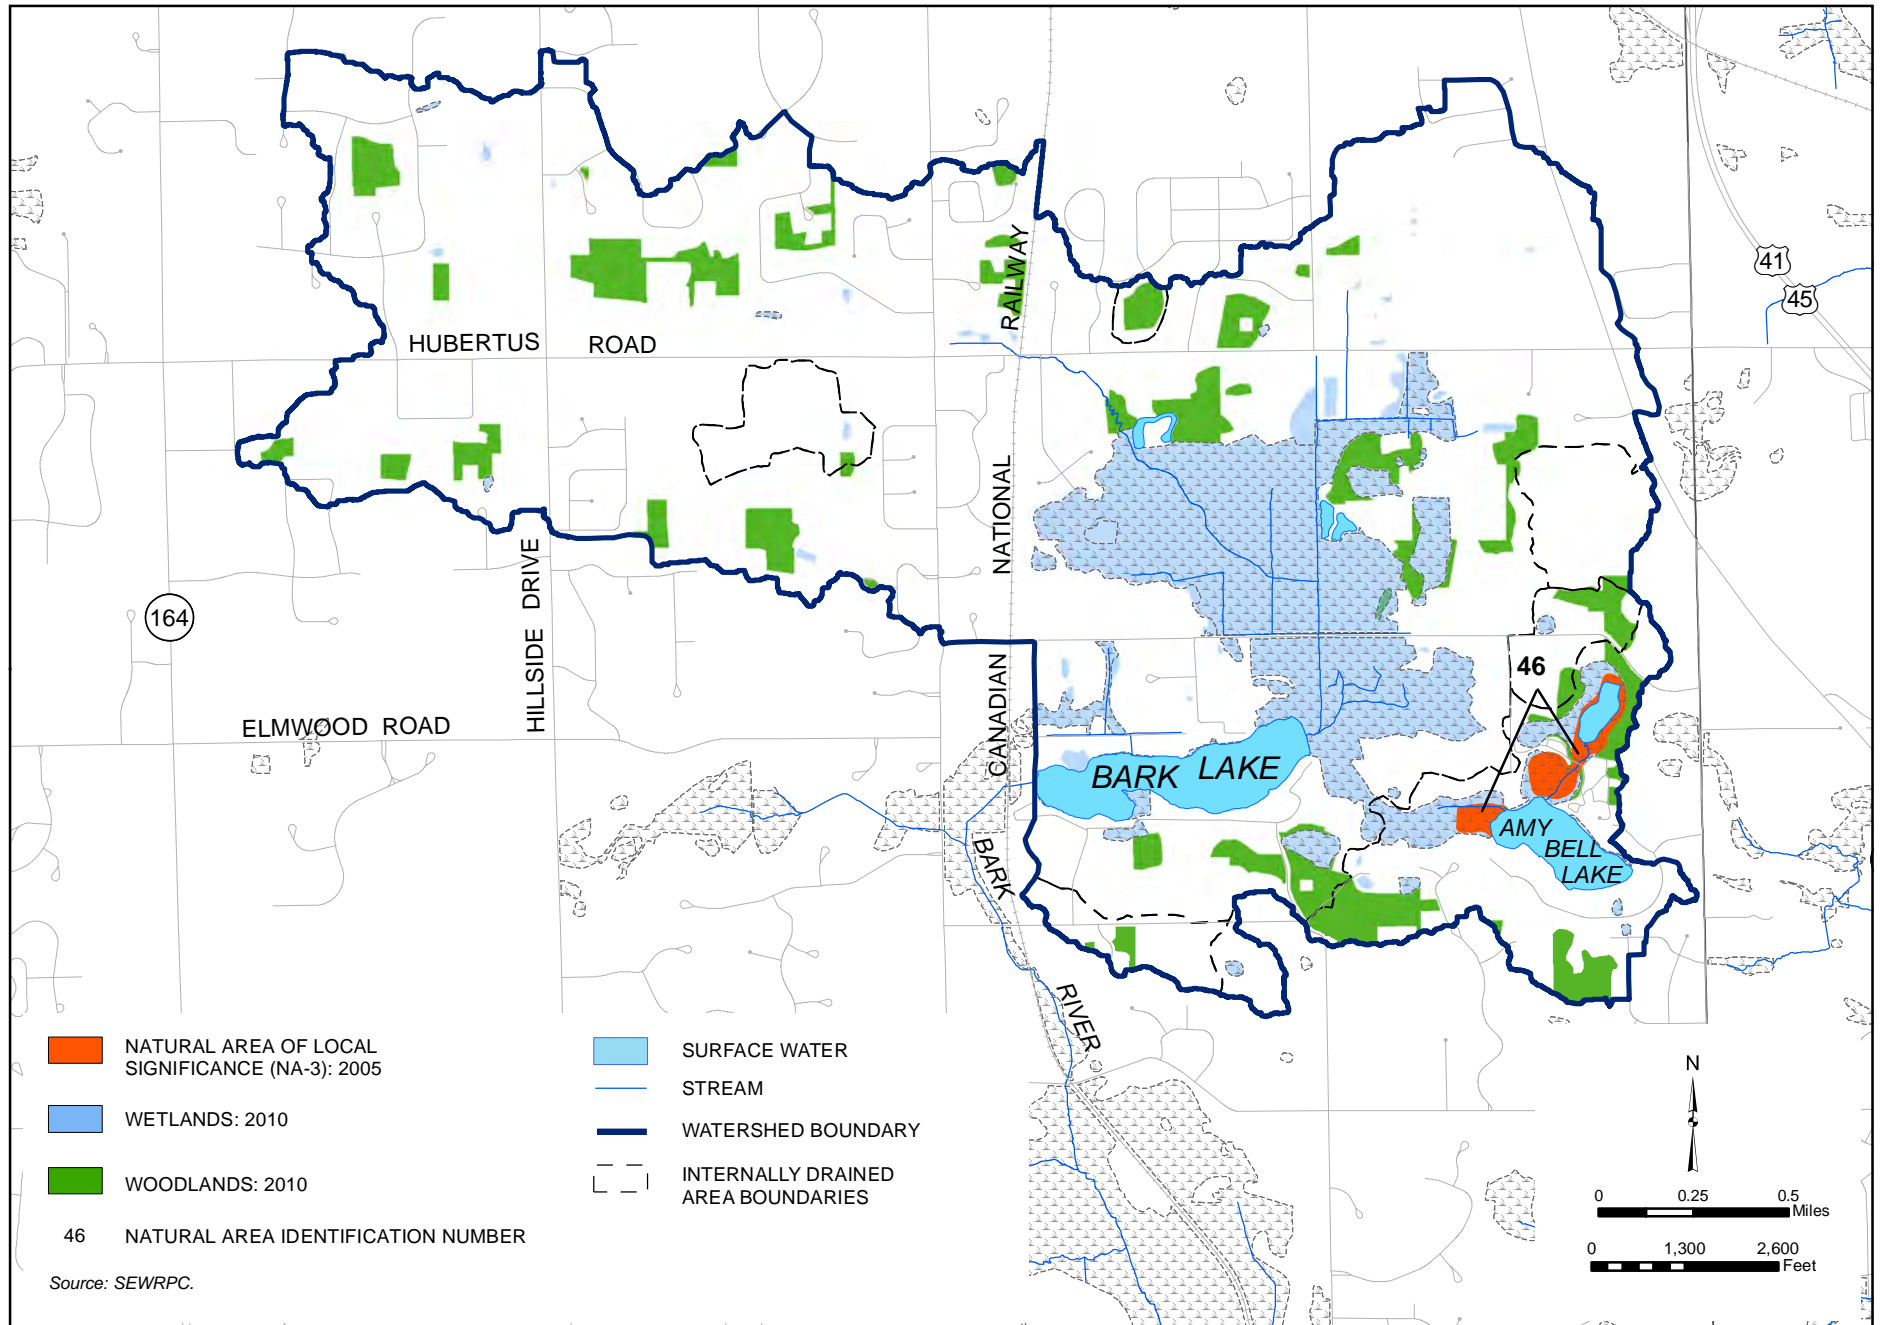 41
45
RAILWAY
HUBERTUS ROAD
NATIONAL
164
HILLSIDE DRIVE
46
ELMWOOD ROAD
CANADIAN
BARK LAKE
AMY
BELL
LAKE
BARK
RIVER
NATURAL AREA OF LOCAL
SIGNIFICANCE (NA-3): 2005
WETLANDS: 2010
WOODLANDS: 2010
46 NATURAL AREA IDENTIFICATION NUMBER
Source: SEWRPC.
SURFACE WATER
STREAM
WATERSHED BOUNDARY
INTERNALLY DRAINED
AREA BOUNDARIES
N
0 0.25 0.5
Miles
0 1,300 2,600
Feet